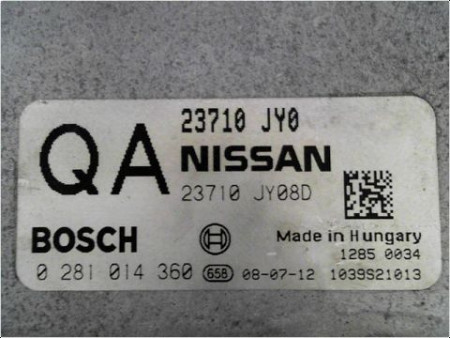 QA 23710 JY0
NISSAN
23710 JY08D
BOSCH Made in Hungary
1285 0034
0 281 014 360 658 08-07-12 1039S21013